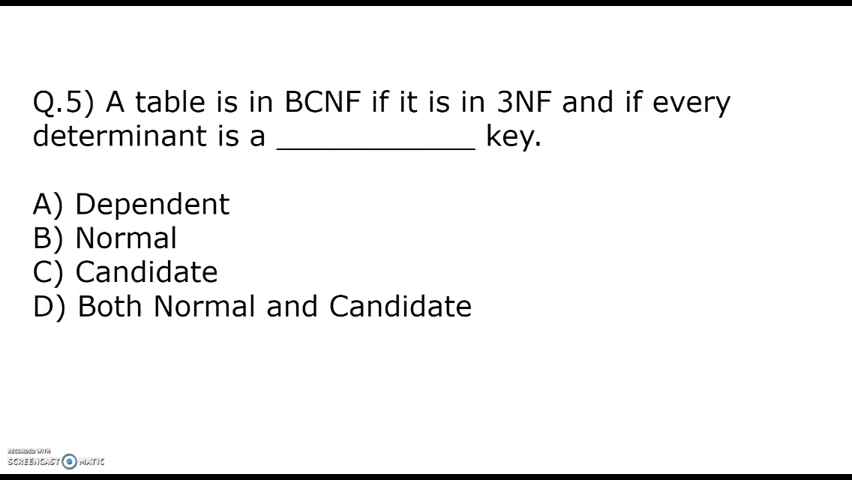 Q.5) A table is in BCNF if it is in 3NF and if every
determinant is a _____________ key.
A) Dependent
B) Normal
C) Candidate
D) Both Normal and Candidate
RECORDED WITH
SCREENCAST MATIC